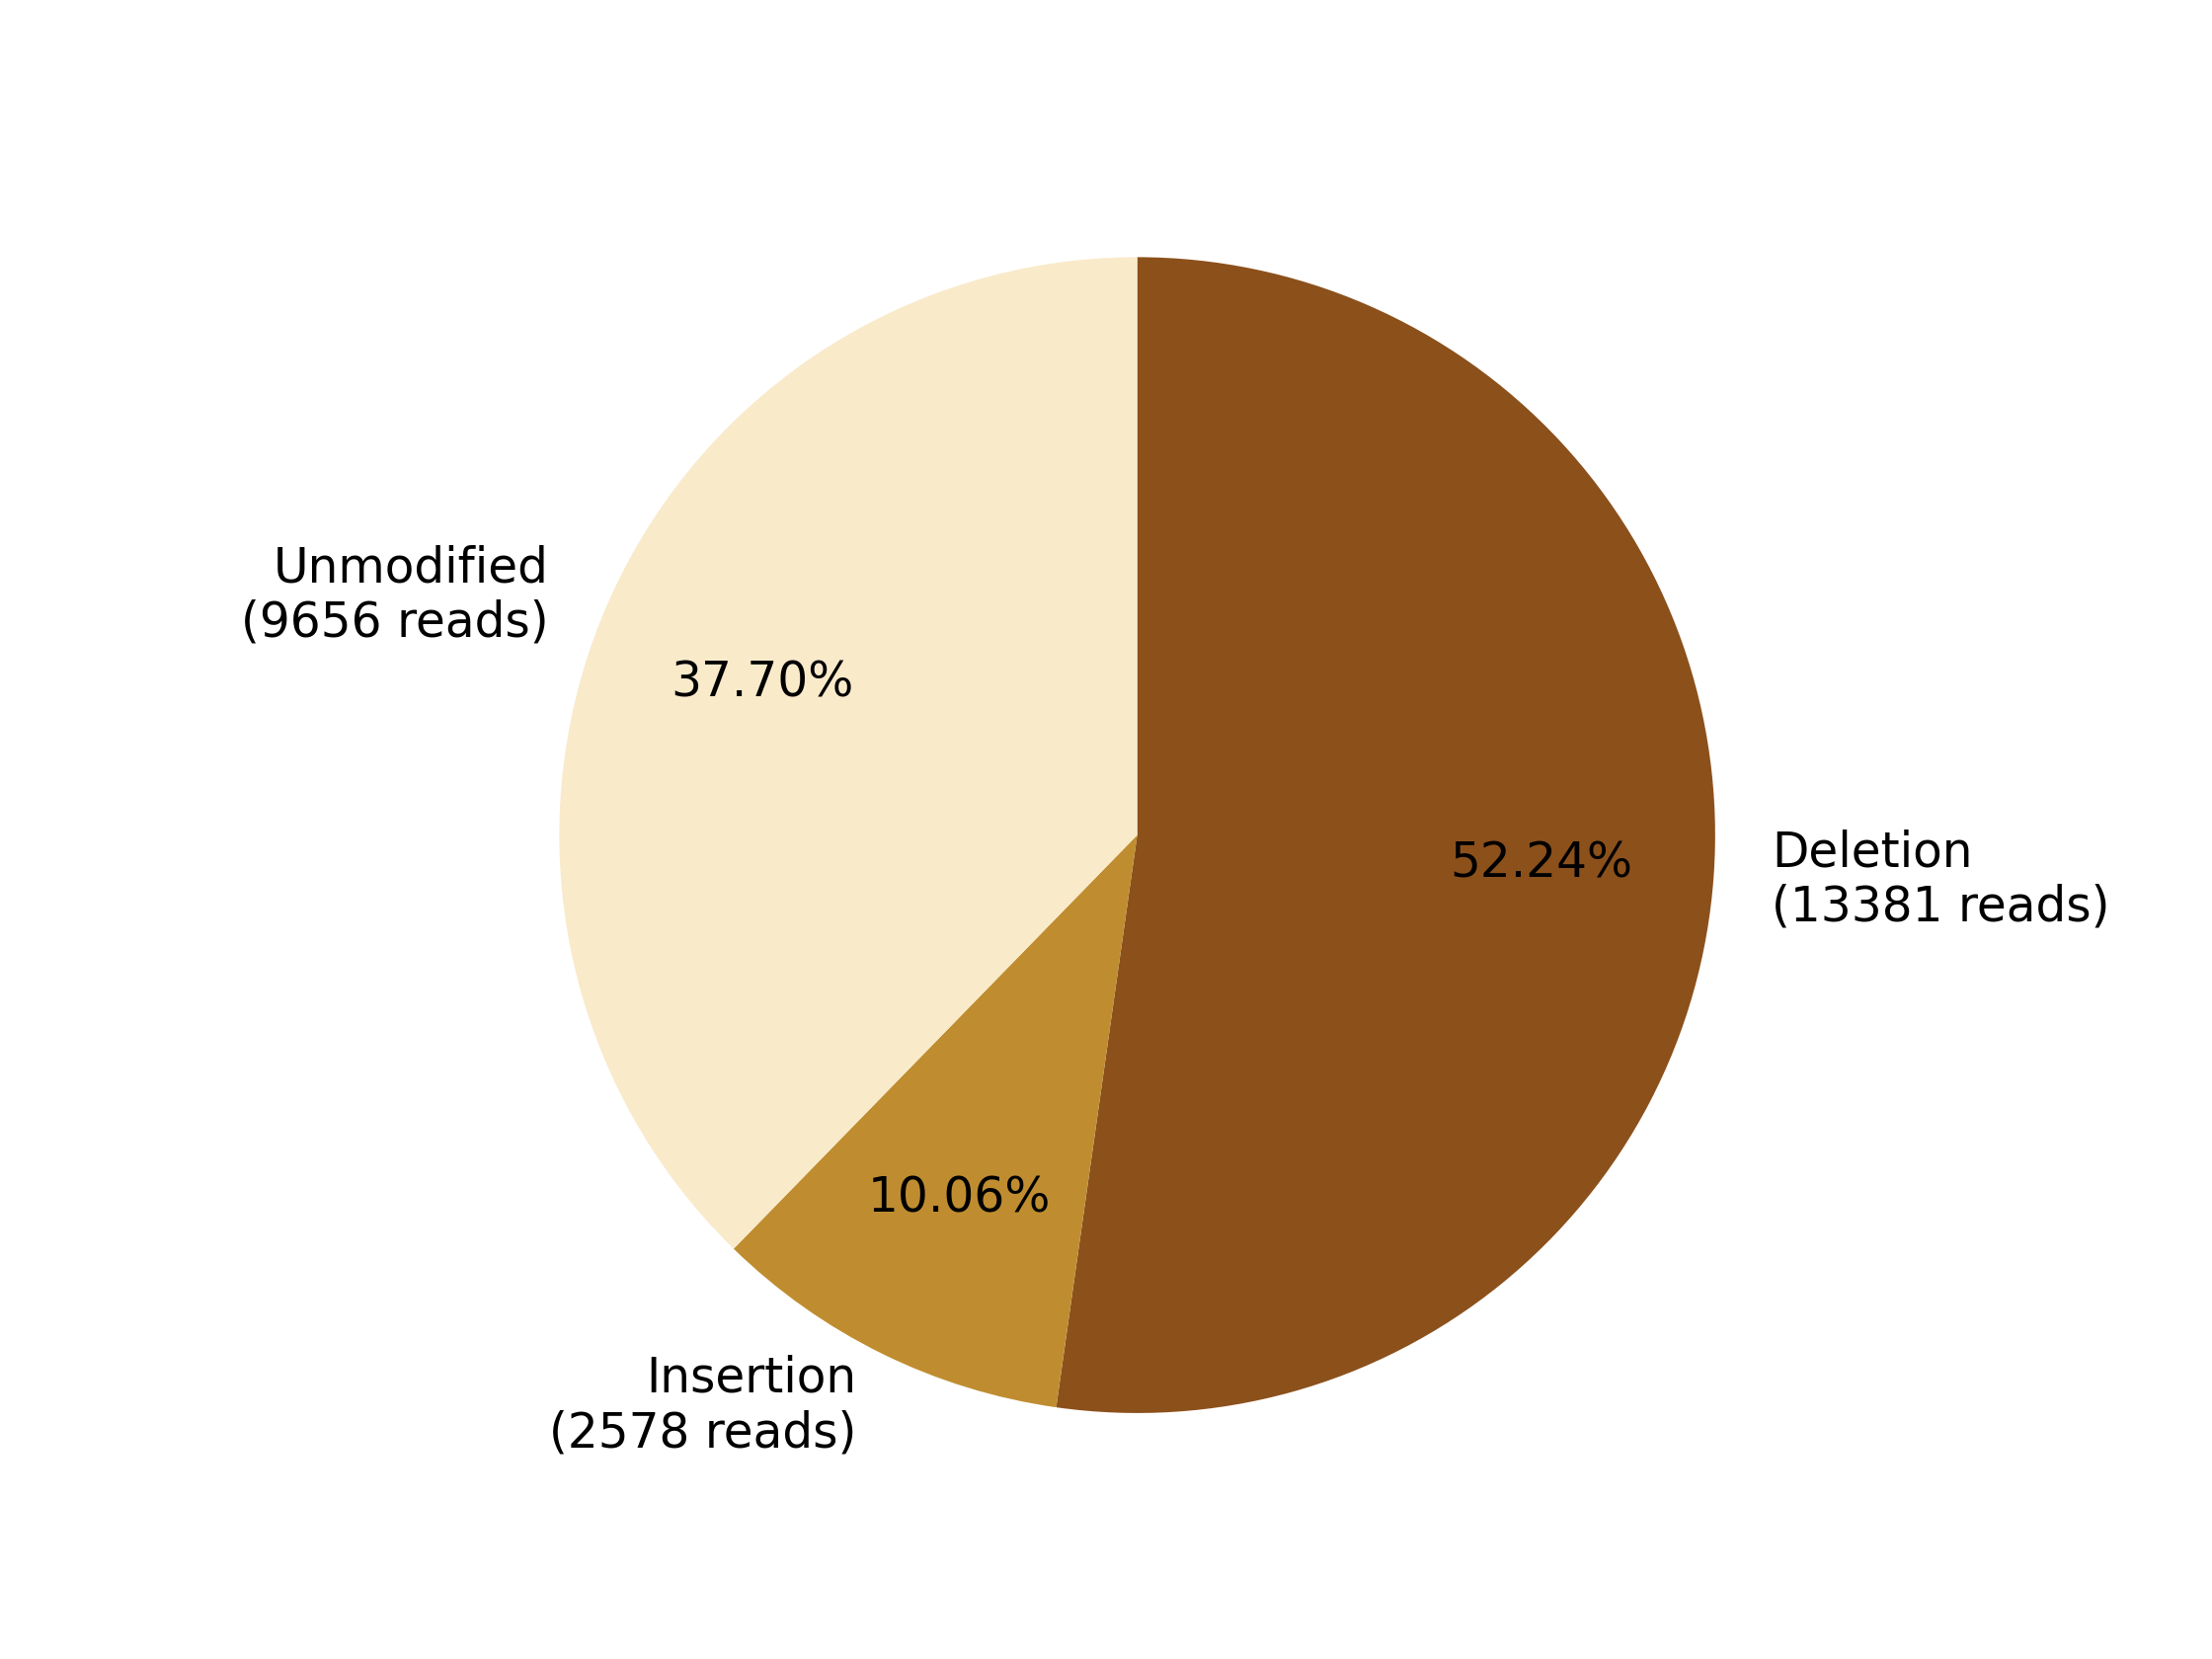 Unmodified
(9656 reads)
37.70%
52.24%
Deletion
(13381 reads)
10.06%
Insertion
(2578 reads)